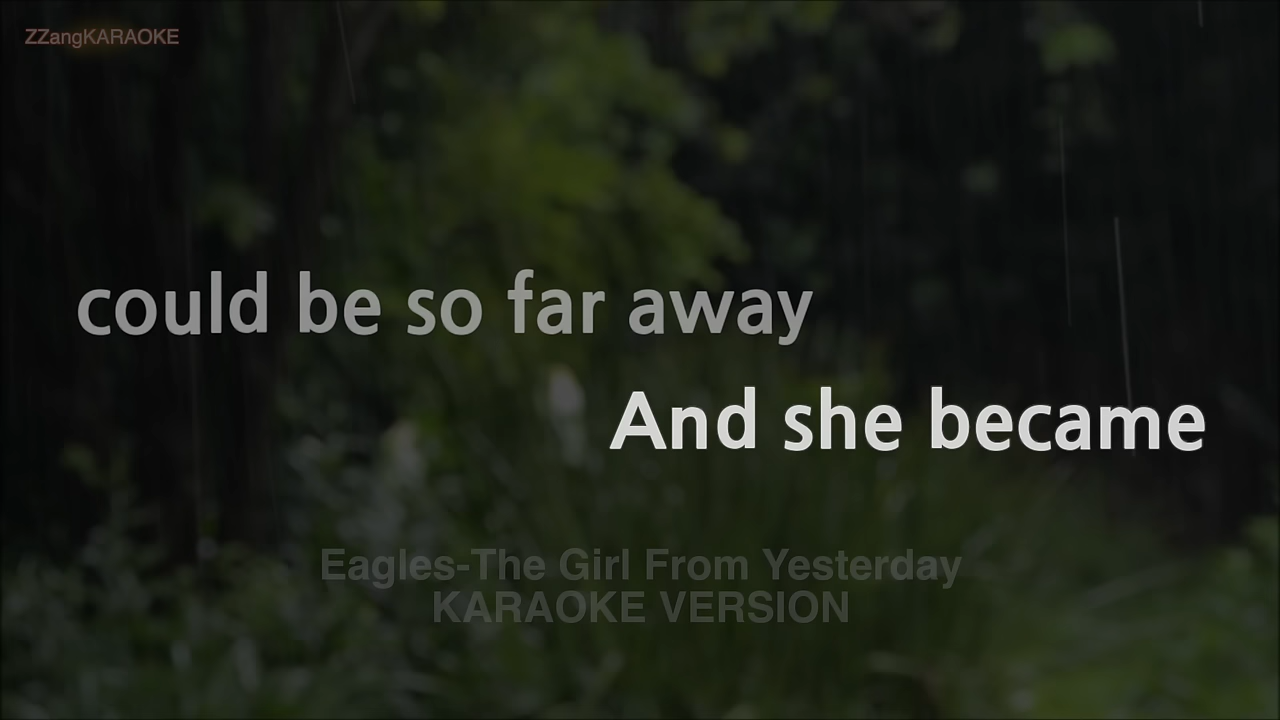 ZZangKARAOKE
could be so far away
And she became
Eagles-The Girl From Yesterday
KARAOKE VERSION